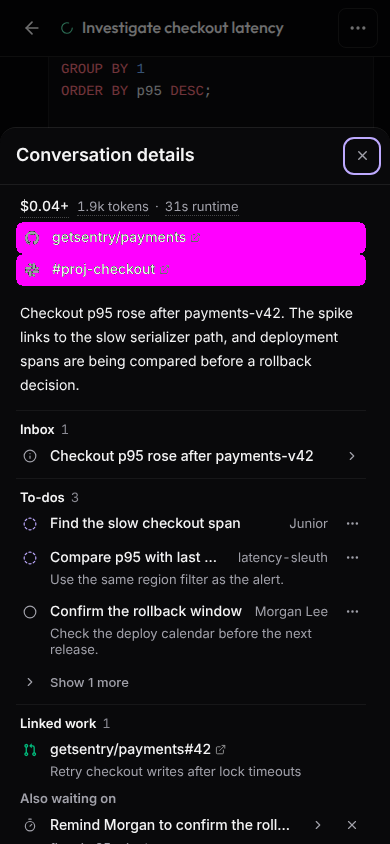 Investigate checkout latency
GROUP BY 1
ORDER BY p95 DESC;
Conversation details
$0.04+ 1.9k tokens · 31s runtime
getsentry/payments
#proj-checkout
Checkout p95 rose after payments-v42. The spike
links to the slow serializer path, and deployment
spans are being compared before a rollback
decision.
Inbox 1
Checkout p95 rose after payments-v42
To-dos 3
Find the slow checkout span Junior
Compare p95 with last ... latency-sleuth
Use the same region filter as the alert.
Confirm the rollback window Morgan Lee
Check the deploy calendar before the next
release.
Show 1 more
Linked work 1
getsentry/payments#42
Retry checkout writes after lock timeouts
Also waiting on
Remind Morgan to confirm the roll...